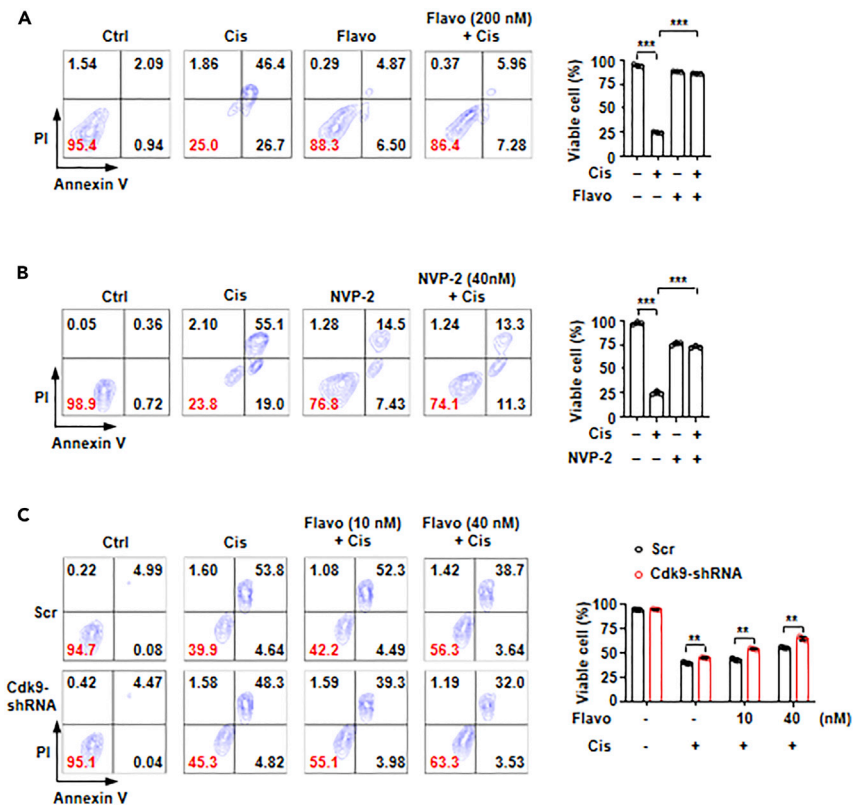 A
Ctrl Cis Flavo Flavo (200 nM) + Cis
1.54 2.09 1.86 46.4 0.29 4.87 0.37 5.96
95.4 0.94 25.0 26.7 88.3 6.50 86.4 7.28
PI
Annexin V
Viable cell (%)
100
75
50
25
0
*** ***
Cis – + – +
Flavo – – + +
B
Ctrl Cis NVP-2 NVP-2 (40nM) + Cis
0.05 0.36 2.10 55.1 1.28 14.5 1.24 13.3
98.9 0.72 23.8 19.0 76.8 7.43 74.1 11.3
PI
Annexin V
Viable cell (%)
100
75
50
25
0
*** ***
Cis – + – +
NVP-2 – – + +
C
Ctrl Cis Flavo (10 nM) + Cis Flavo (40 nM) + Cis
Scr
0.22 4.99 1.60 53.8 1.08 52.3 1.42 38.7
94.7 0.08 39.9 4.64 42.2 4.49 56.3 3.64
Cdk9-shRNA
0.42 4.47 1.58 48.3 1.59 39.3 1.19 32.0
95.1 0.04 45.3 4.82 55.1 3.98 63.3 3.53
PI
Annexin V
Scr
Cdk9-shRNA
Viable cell (%)
100
75
50
25
0
** ** **
Flavo - - 10 40 (nM)
Cis - + + +